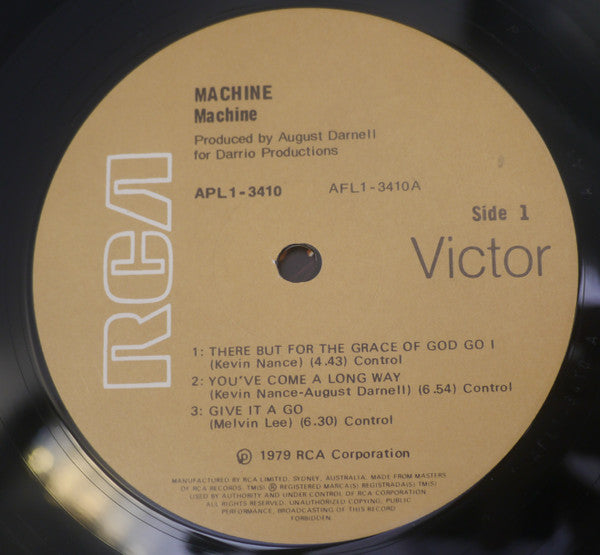 MACHINE
Machine
Produced by August Darnell
for Darrio Productions
APL1-3410 AFL1-3410A
Side 1
RCA
Victor
1: THERE BUT FOR THE GRACE OF GOD GO I
(Kevin Nance) (4.43) Control
2: YOU'VE COME A LONG WAY
(Kevin Nance-August Darnell) (6.54) Control
3: GIVE IT A GO
(Melvin Lee) (6.30) Control
℗ 1979 RCA Corporation
MANUFACTURED BY RCA LIMITED, SYDNEY, AUSTRALIA, MADE FROM MASTERS
OF RCA RECORDS. TM(S) ® REGISTERED MARCA(S) REGISTRADA(S) TM(S)
USED BY AUTHORITY AND UNDER CONTROL OF RCA CORPORATION
ALL RIGHTS RESERVED. UNAUTHORIZED COPYING, PUBLIC
PERFORMANCE, BROADCASTING OF THIS RECORD
FORBIDDEN.